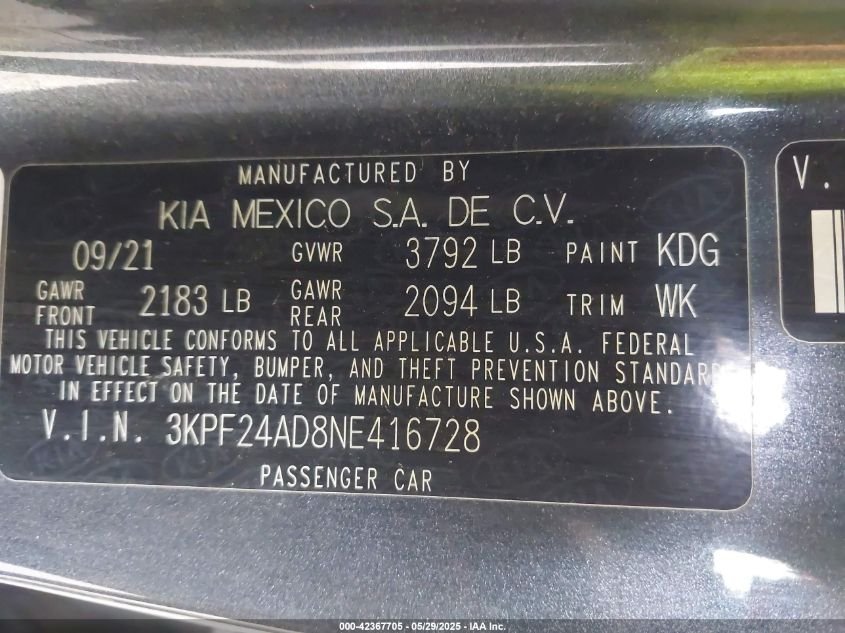 MANUFACTURED BY
KIA MEXICO S.A. DE C.V.
09/21 GVWR 3792 LB PAINT KDG
GAWR FRONT 2183 LB GAWR REAR 2094 LB TRIM WK
THIS VEHICLE CONFORMS TO ALL APPLICABLE U.S.A. FEDERAL
MOTOR VEHICLE SAFETY, BUMPER, AND THEFT PREVENTION STANDARDS
IN EFFECT ON THE DATE OF MANUFACTURE SHOWN ABOVE.
V.I.N. 3KPF24AD8NE416728
PASSENGER CAR
V.
000-42367705 - 05/29/2025 - IAA Inc.